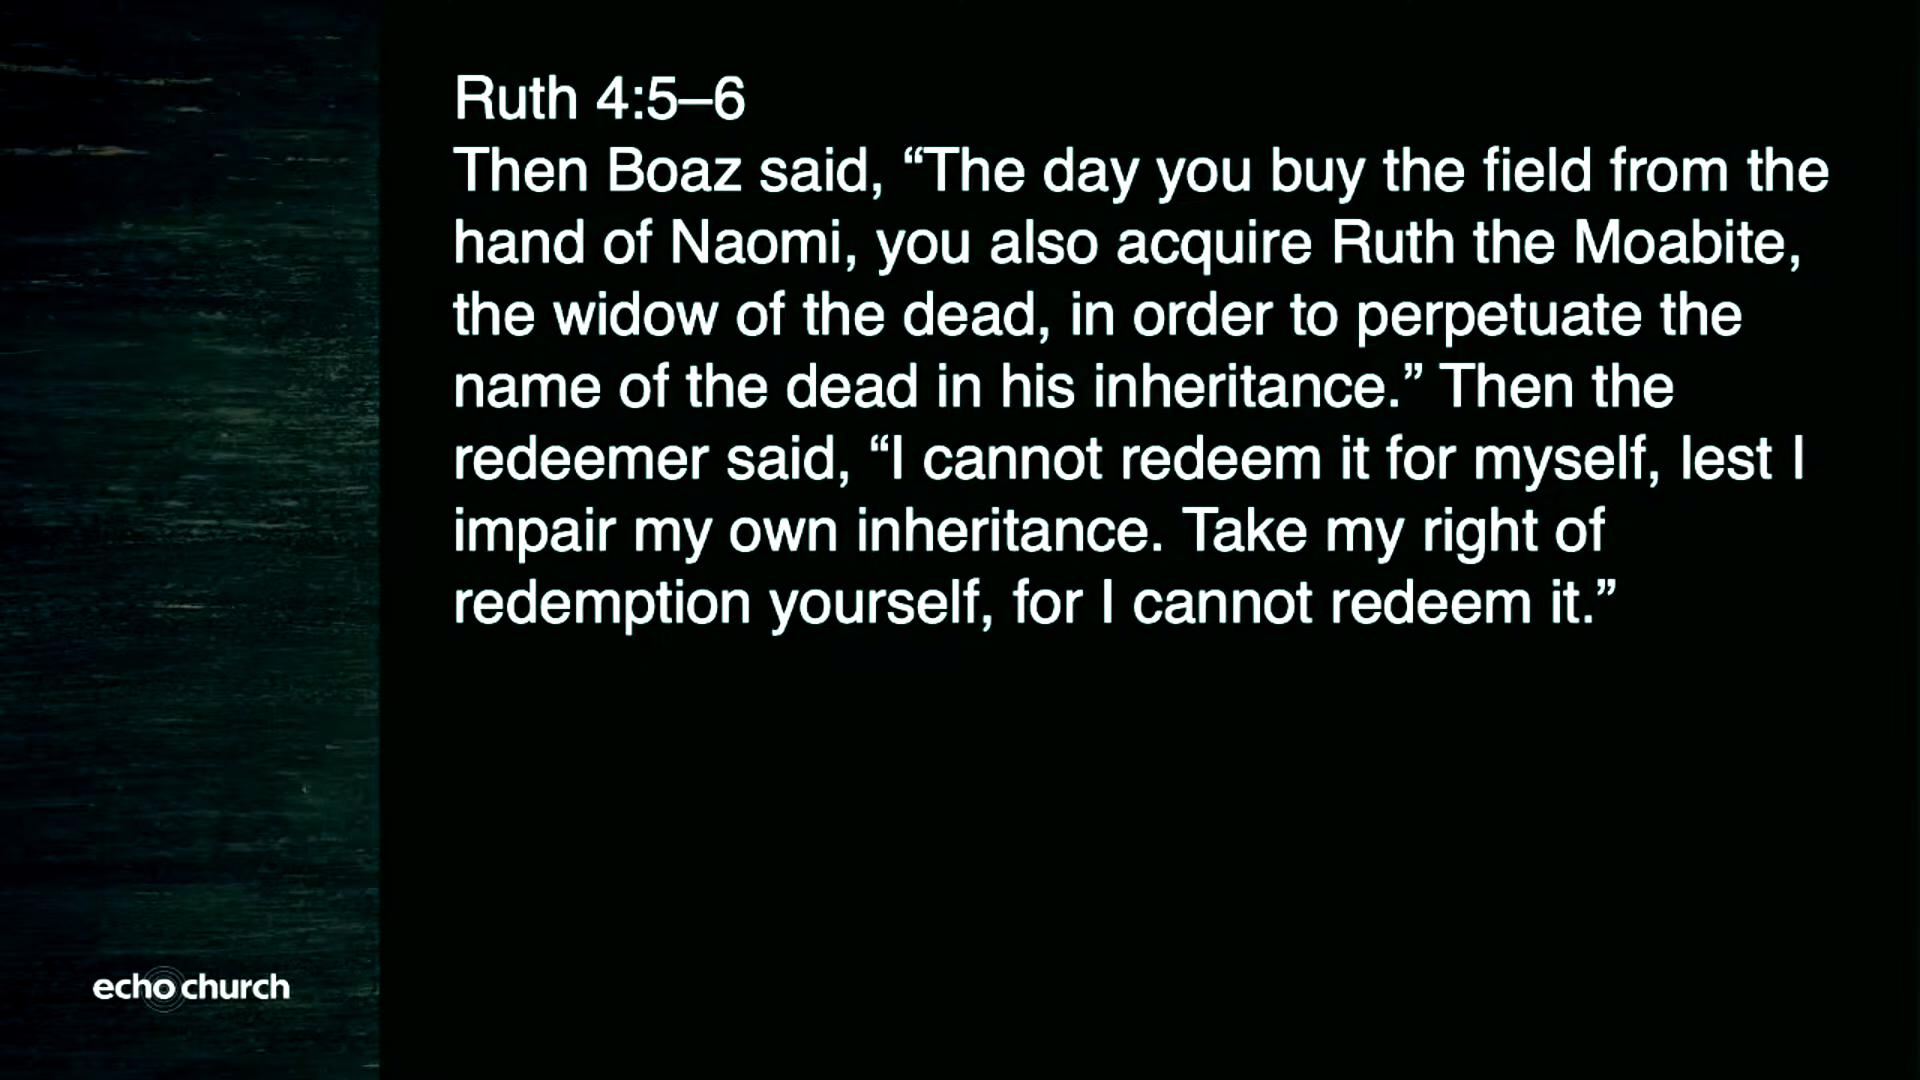 Ruth 4:5–6
Then Boaz said, “The day you buy the field from the
hand of Naomi, you also acquire Ruth the Moabite,
the widow of the dead, in order to perpetuate the
name of the dead in his inheritance.” Then the
redeemer said, “I cannot redeem it for myself, lest I
impair my own inheritance. Take my right of
redemption yourself, for I cannot redeem it.”
echo church